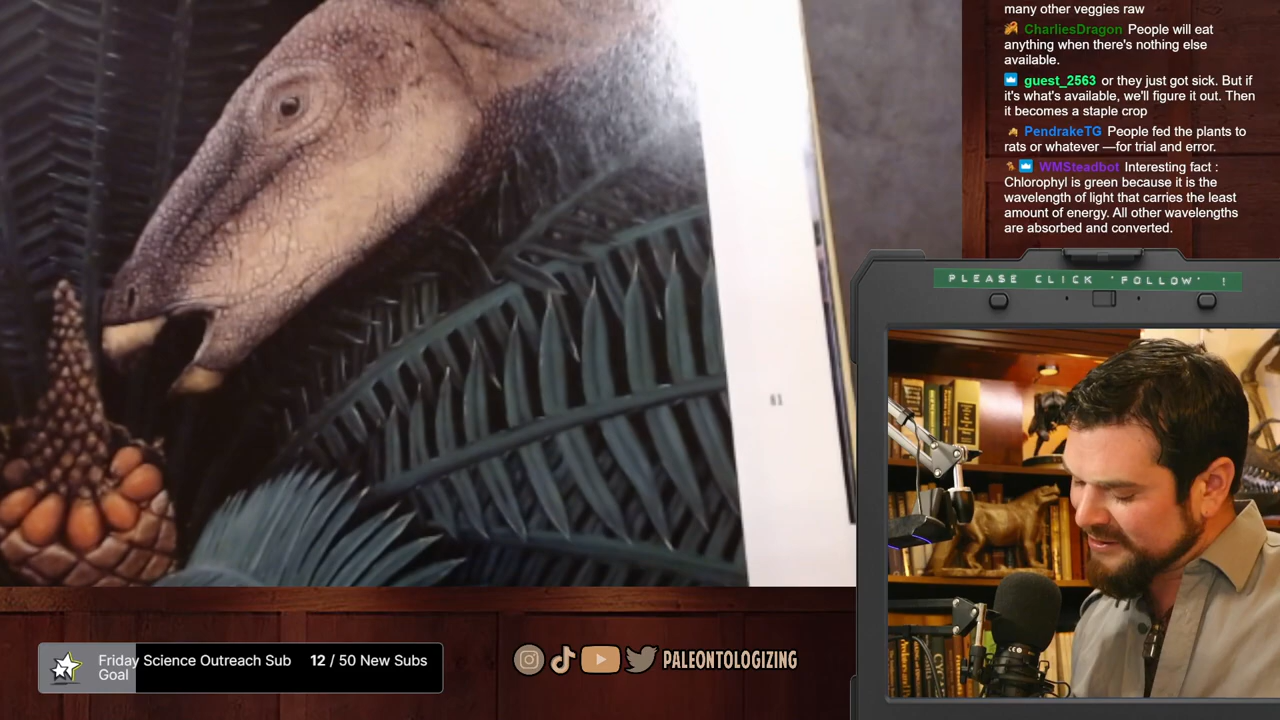 many other veggies raw
CharliesDragon People will eat
anything when there's nothing else
available.
guest_2563 or they just got sick. But if
it's what's available, we'll figure it out. Then
it becomes a staple crop
PendrakeTG People fed the plants to
rats or whatever —for trial and error.
WMSteadbot Interesting fact :
Chlorophyl is green because it is the
wavelength of light that carries the least
amount of energy. All other wavelengths
are absorbed and converted.
PLEASE CLICK "FOLLOW" !
81
Friday Science Outreach Sub
Goal
12 / 50 New Subs
PALEONTOLOGIZING